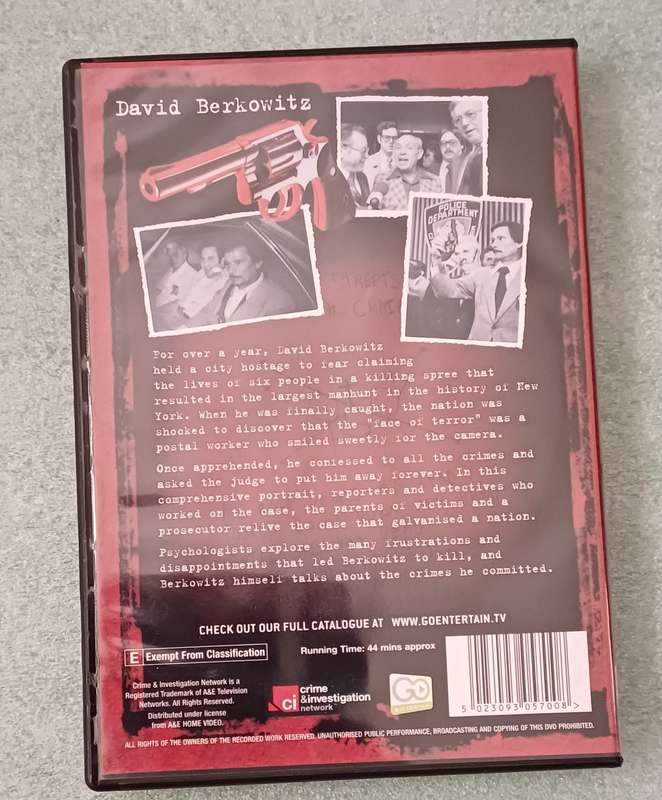 David Berkowitz
POLICE
DEPARTMENT
STREETS
For over a year, David Berkowitz
held a city hostage to fear claiming
the lives of six people in a killing spree that
resulted in the largest manhunt in the history of New
York. When he was finally caught, the nation was
shocked to discover that the "face of terror" was a
postal worker who smiled sweetly for the camera.
Once apprehended, he confessed to all the crimes and
asked the judge to put him away forever. In this
comprehensive portrait, reporters and detectives who
worked on the case, the parents of victims and a
prosecutor relive the case that galvanised a nation.
Psychologists explore the many frustrations and
disappointments that led Berkowitz to kill, and
Berkowitz himself talks about the crimes he committed.
CHECK OUT OUR FULL CATALOGUE AT WWW.GOENTERTAIN.TV
E Exempt From Classification
Running Time: 44 mins approx
Crime & Investigation Network is a
Registered Trademark of A&E Television
Networks. All Rights Reserved.
Distributed under license
from A&E HOME VIDEO.
ci crime
&investigation
network
GO
5 023093 057008 >
ALL RIGHTS OF THE OWNERS OF THE RECORDED WORK RESERVED. UNAUTHORISED PUBLIC PERFORMANCE, BROADCASTING AND COPYING OF THIS DVD PROHIBITED.